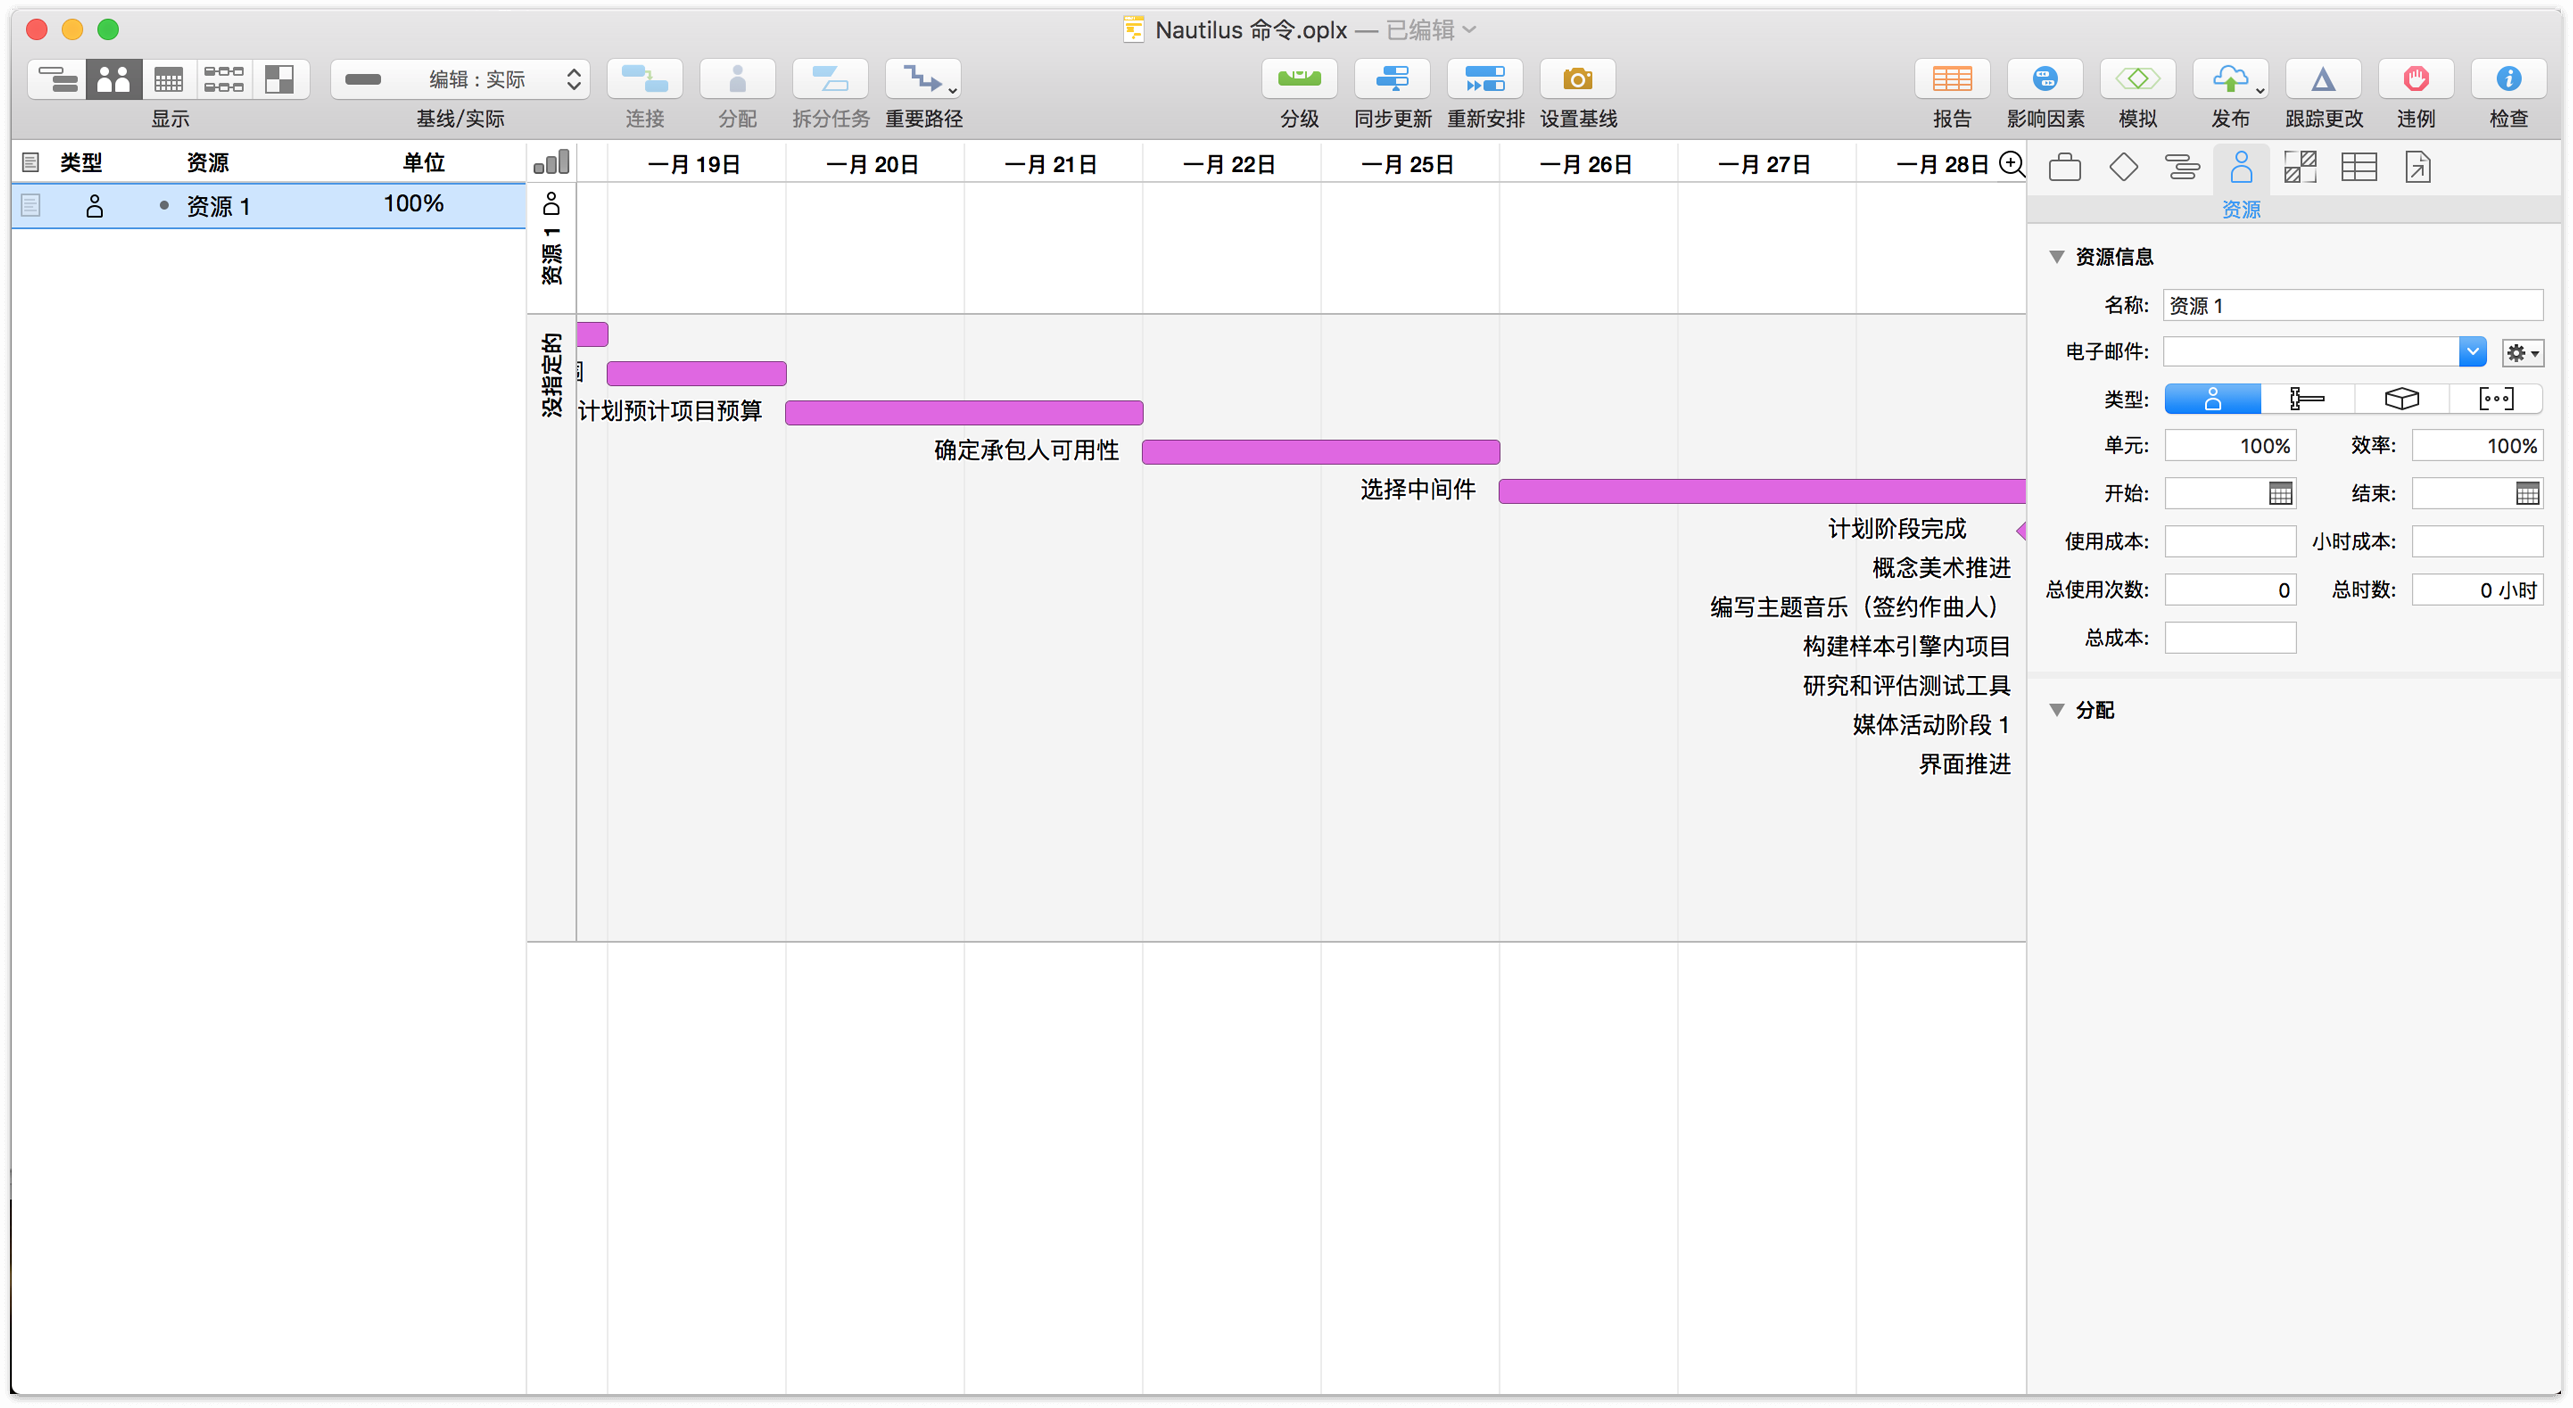 Nautilus 命令.oplx — 已编辑
编辑：实际
显示
基线/实际
连接
分配
拆分任务
重要路径
分级
同步更新
重新安排
设置基线
报告
影响因素
模拟
发布
跟踪更改
违例
检查
类型 资源 单位
资源 1 100%
一月 19日 一月 20日 一月 21日 一月 22日 一月 25日 一月 26日 一月 27日 一月 28日
资源 1
没指定的
计划预计项目预算
确定承包人可用性
选择中间件
计划阶段完成
概念美术推进
编写主题音乐（签约作曲人）
构建样本引擎内项目
研究和评估测试工具
媒体活动阶段 1
界面推进
资源
资源信息
名称: 资源 1
电子邮件:
类型:
单元: 100% 效率: 100%
开始: 结束:
使用成本: 小时成本:
总使用次数: 0 总时数: 0 小时
总成本:
分配